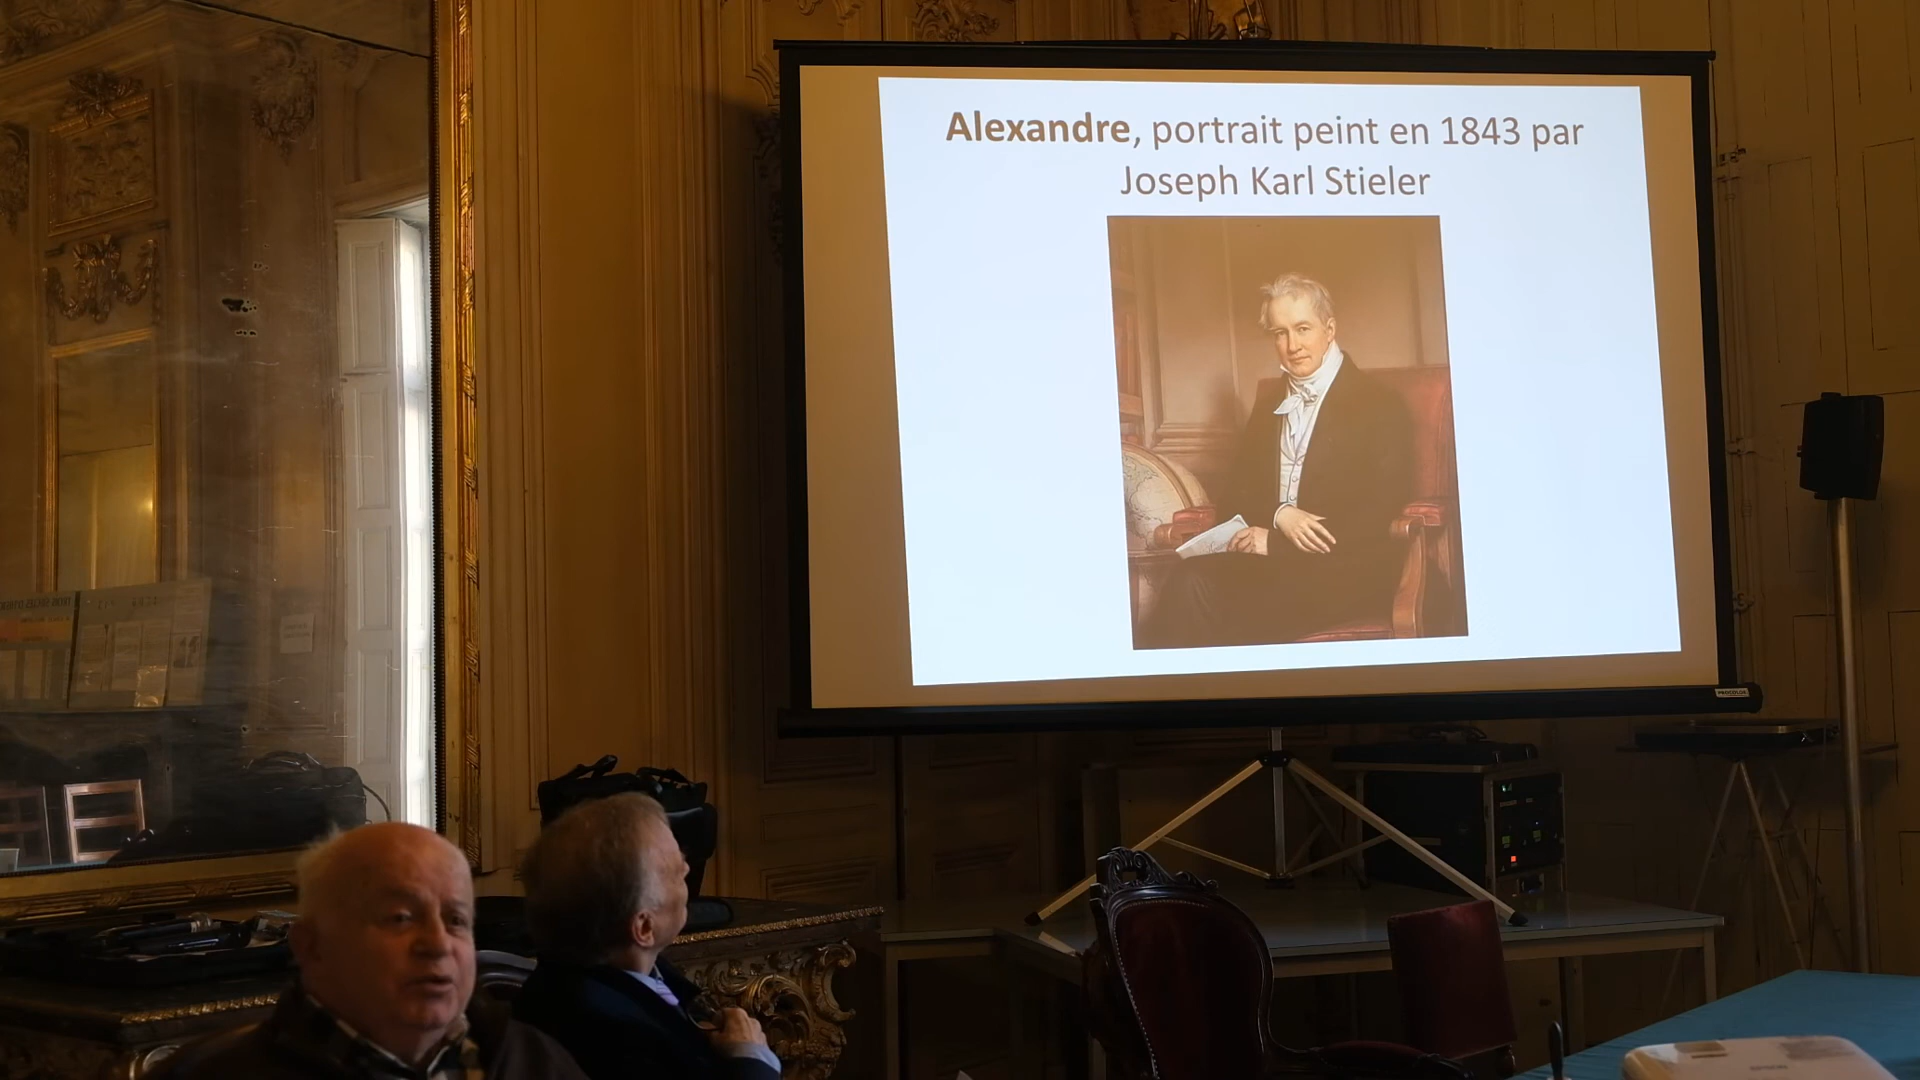 Alexandre, portrait peint en 1843 par
Joseph Karl Stieler